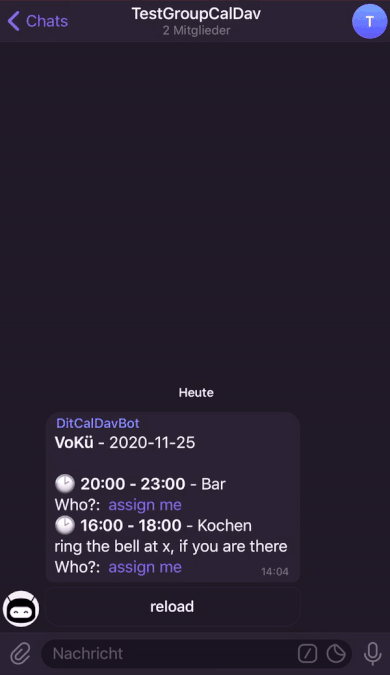 Chats
TestGroupCalDav
2 Mitglieder
T
Heute
DitCalDavBot
VoKü - 2020-11-25
🕑 20:00 - 23:00 - Bar
Who?: assign me
🕑 16:00 - 18:00 - Kochen
ring the bell at x, if you are there
Who?: assign me
14:04
reload
Nachricht